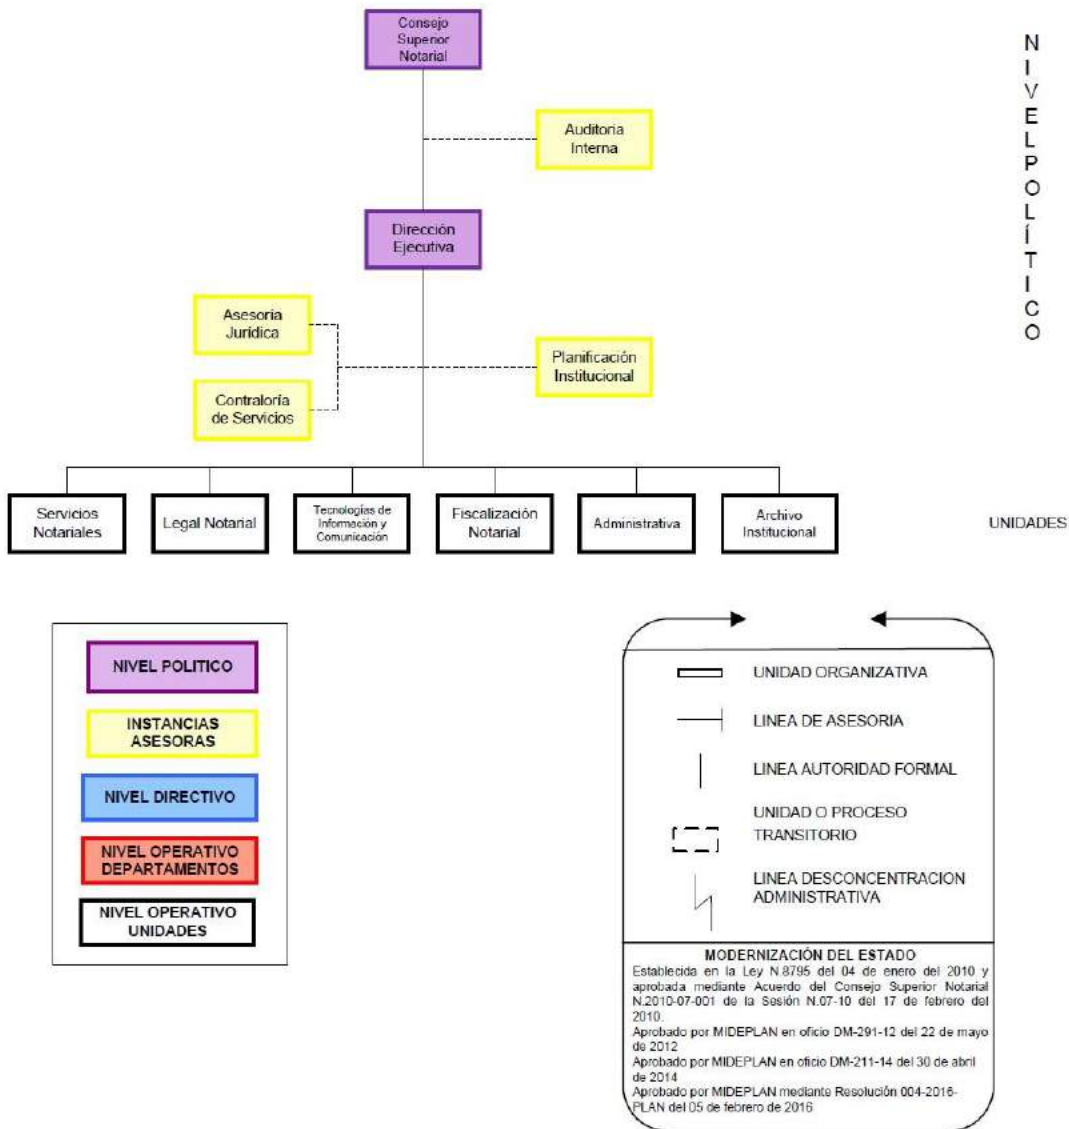 Consejo
Superior
Notarial
N
I
V
E
L
P
O
L
Í
T
I
C
O
Auditoria
Interna
Dirección
Ejecutiva
Asesoría
Jurídica
Planificación
Institucional
Contraloría
de Servicios
Servicios
Notariales
Legal Notarial
Tecnologías de
Información y
Comunicación
Fiscalización
Notarial
Administrativa
Archivo
Institucional
UNIDADES
NIVEL POLITICO
INSTANCIAS
ASESORAS
NIVEL DIRECTIVO
NIVEL OPERATIVO
DEPARTAMENTOS
NIVEL OPERATIVO
UNIDADES
UNIDAD ORGANIZATIVA
LINEA DE ASESORIA
LINEA AUTORIDAD FORMAL
UNIDAD O PROCESO
TRANSITORIO
LINEA DESCONCENTRACION
ADMINISTRATIVA
MODERNIZACIÓN DEL ESTADO
Establecida en la Ley N.8795 del 04 de enero del 2010 y
aprobada mediante Acuerdo del Consejo Superior Notarial
N.2010-07-001 de la Sesión N.07-10 del 17 de febrero del
2010.
Aprobado por MIDEPLAN en oficio DM-291-12 del 22 de mayo
de 2012
Aprobado por MIDEPLAN en oficio DM-211-14 del 30 de abril
de 2014
Aprobado por MIDEPLAN mediante Resolución 004-2016-
PLAN del 05 de febrero de 2016